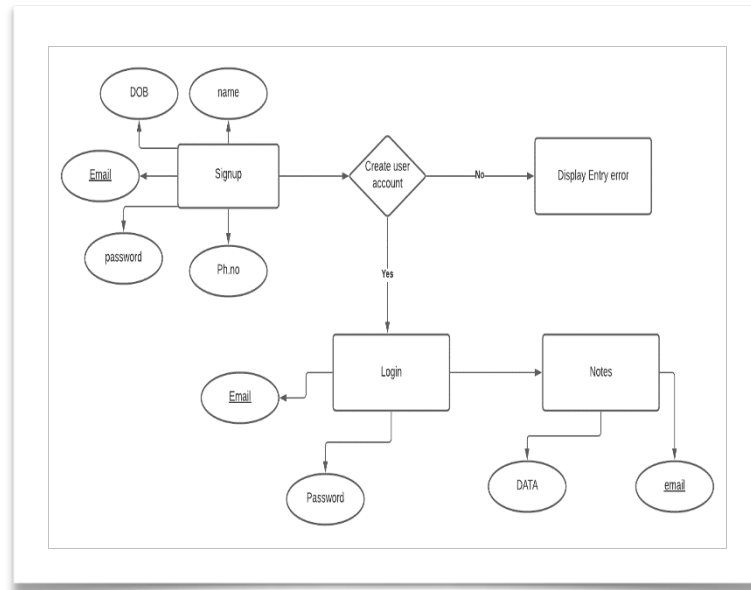 DOB
name
Email
Signup
Create user
account
No
Display Entry error
password
Ph.no
Yes
Login
Notes
Email
Password
DATA
email